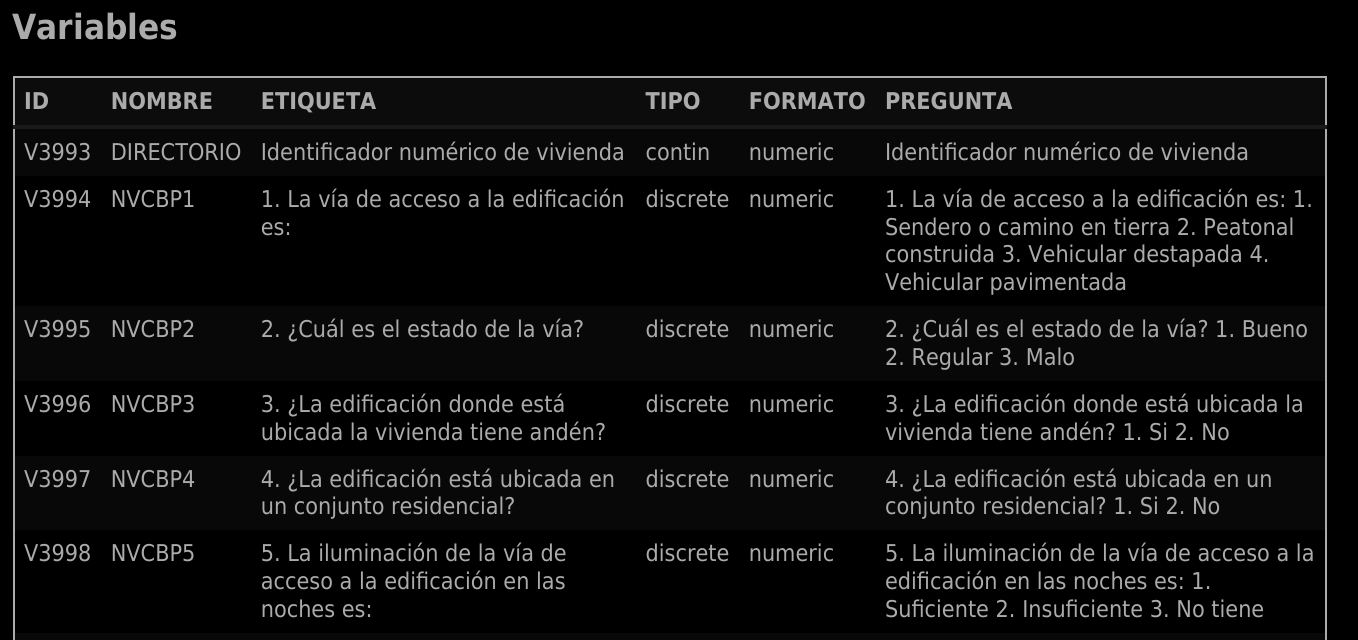 Variables
ID NOMBRE ETIQUETA TIPO FORMATO PREGUNTA
V3993 DIRECTORIO Identificador numérico de vivienda contin numeric Identificador numérico de vivienda
V3994 NVCBP1 1. La vía de acceso a la edificación discrete numeric 1. La vía de acceso a la edificación es: 1.
es: Sendero o camino en tierra 2. Peatonal
construida 3. Vehicular destapada 4.
Vehicular pavimentada
V3995 NVCBP2 2. ¿Cuál es el estado de la vía? discrete numeric 2. ¿Cuál es el estado de la vía? 1. Bueno
2. Regular 3. Malo
V3996 NVCBP3 3. ¿La edificación donde está discrete numeric 3. ¿La edificación donde está ubicada la
ubicada la vivienda tiene andén? vivienda tiene andén? 1. Si 2. No
V3997 NVCBP4 4. ¿La edificación está ubicada en discrete numeric 4. ¿La edificación está ubicada en un
un conjunto residencial? conjunto residencial? 1. Si 2. No
V3998 NVCBP5 5. La iluminación de la vía de discrete numeric 5. La iluminación de la vía de acceso a la
acceso a la edificación en las edificación en las noches es: 1.
noches es: Suficiente 2. Insuficiente 3. No tiene